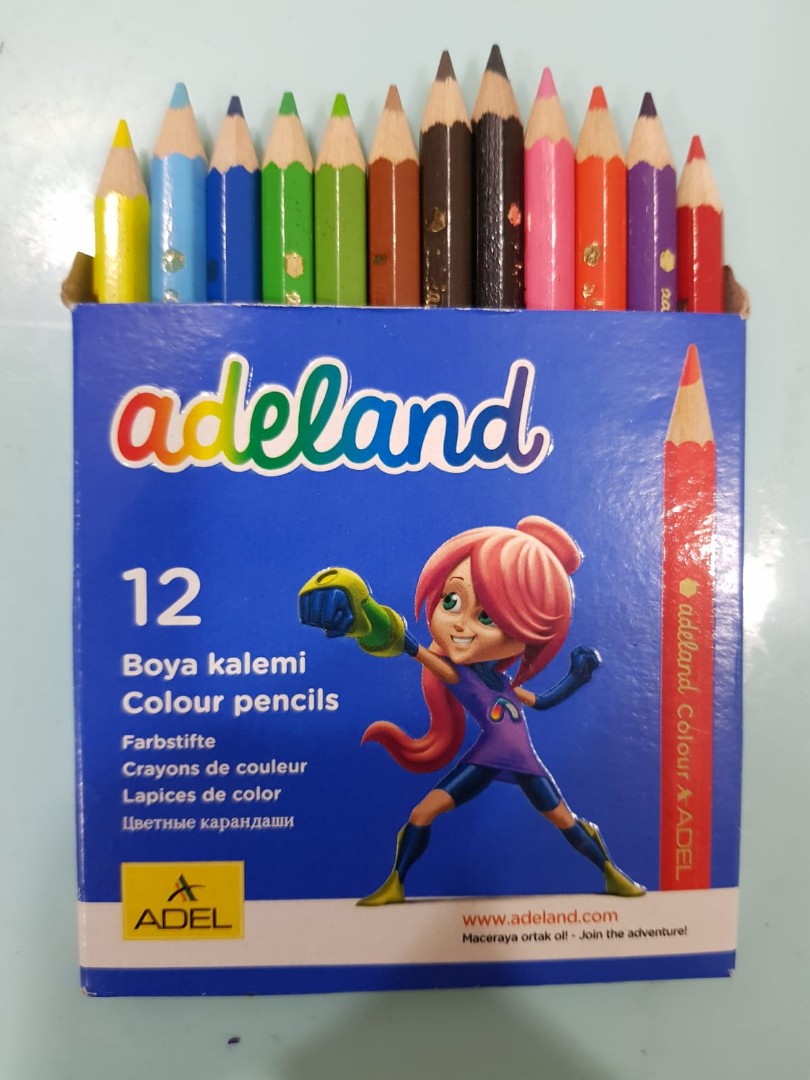 adeland
12
Boya kalemi
Colour pencils
Farbstifte
Crayons de couleur
Lapices de color
Цветные карандаши
ADEL
adeland Colour ADEL
www.adeland.com
Maceraya ortak ol! - Join the adventure!